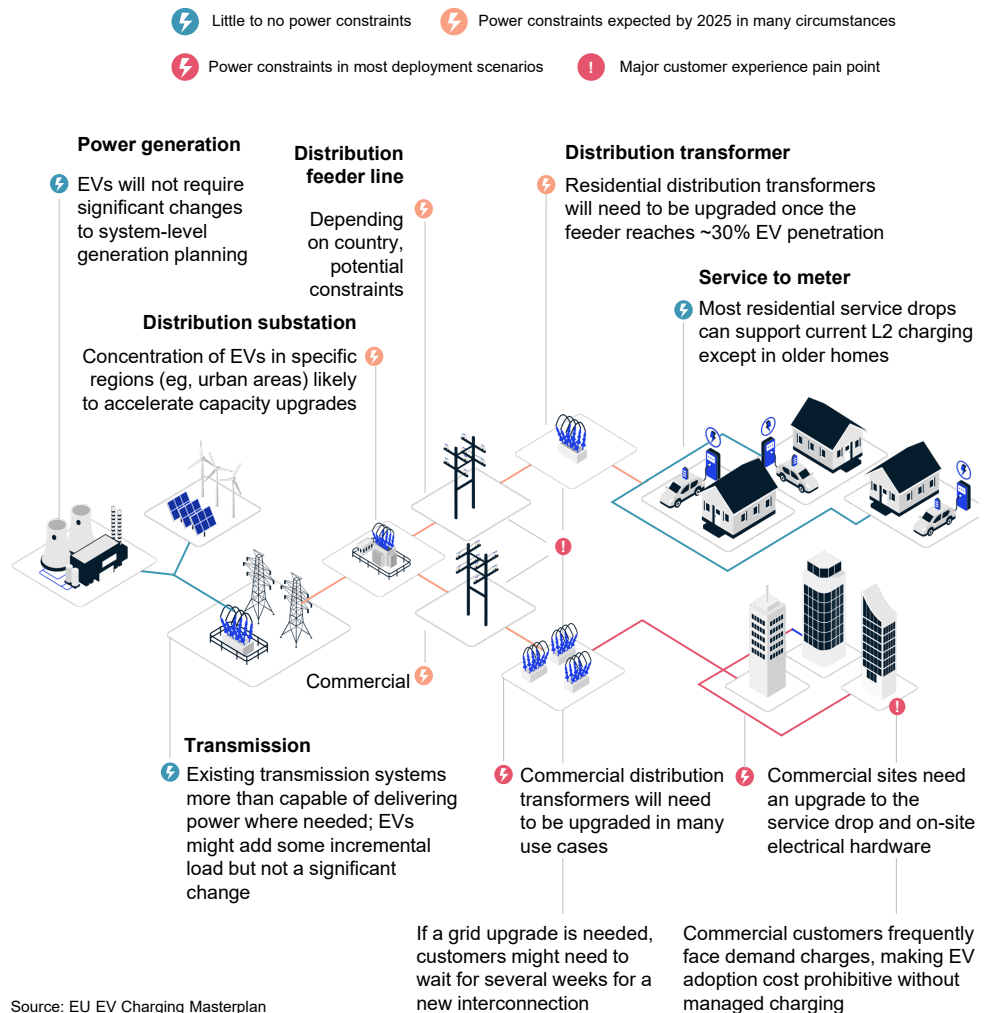 Little to no power constraints
Power constraints expected by 2025 in many circumstances
Power constraints in most deployment scenarios
! Major customer experience pain point
Power generation
EVs will not require
significant changes
to system-level
generation planning
Distribution
feeder line
Depending
on country,
potential
constraints
Distribution transformer
Residential distribution transformers
will need to be upgraded once the
feeder reaches ~30% EV penetration
Service to meter
Most residential service drops
can support current L2 charging
except in older homes
Distribution substation
Concentration of EVs in specific
regions (eg, urban areas) likely
to accelerate capacity upgrades
!
Commercial
!
Transmission
Existing transmission systems
more than capable of delivering
power where needed; EVs
might add some incremental
load but not a significant
change
Commercial distribution
transformers will need
to be upgraded in many
use cases
Commercial sites need
an upgrade to the
service drop and on-site
electrical hardware
If a grid upgrade is needed,
customers might need to
wait for several weeks for a
new interconnection
Commercial customers frequently
face demand charges, making EV
adoption cost prohibitive without
managed charging
Source: EU EV Charging Masterplan